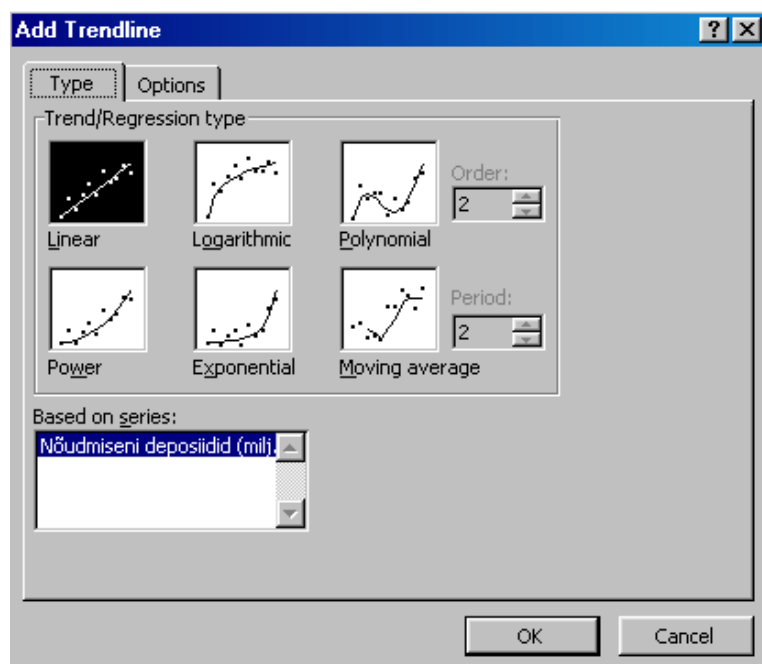 Add Trendline
Type Options
Trend/Regression type
Order:
2
Linear Logarithmic Polynomial
Period:
2
Power Exponential Moving average
Based on series:
Nõudmiseni deposiidid (milj.
OK Cancel